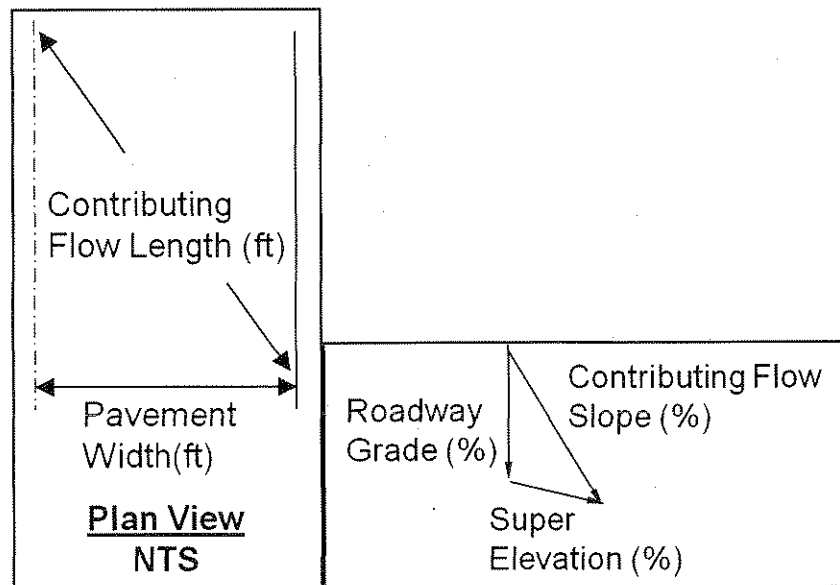 Contributing
Flow Length (ft)
Pavement
Width(ft)
Plan View
NTS
Roadway
Grade (%)
Contributing Flow
Slope (%)
Super
Elevation (%)